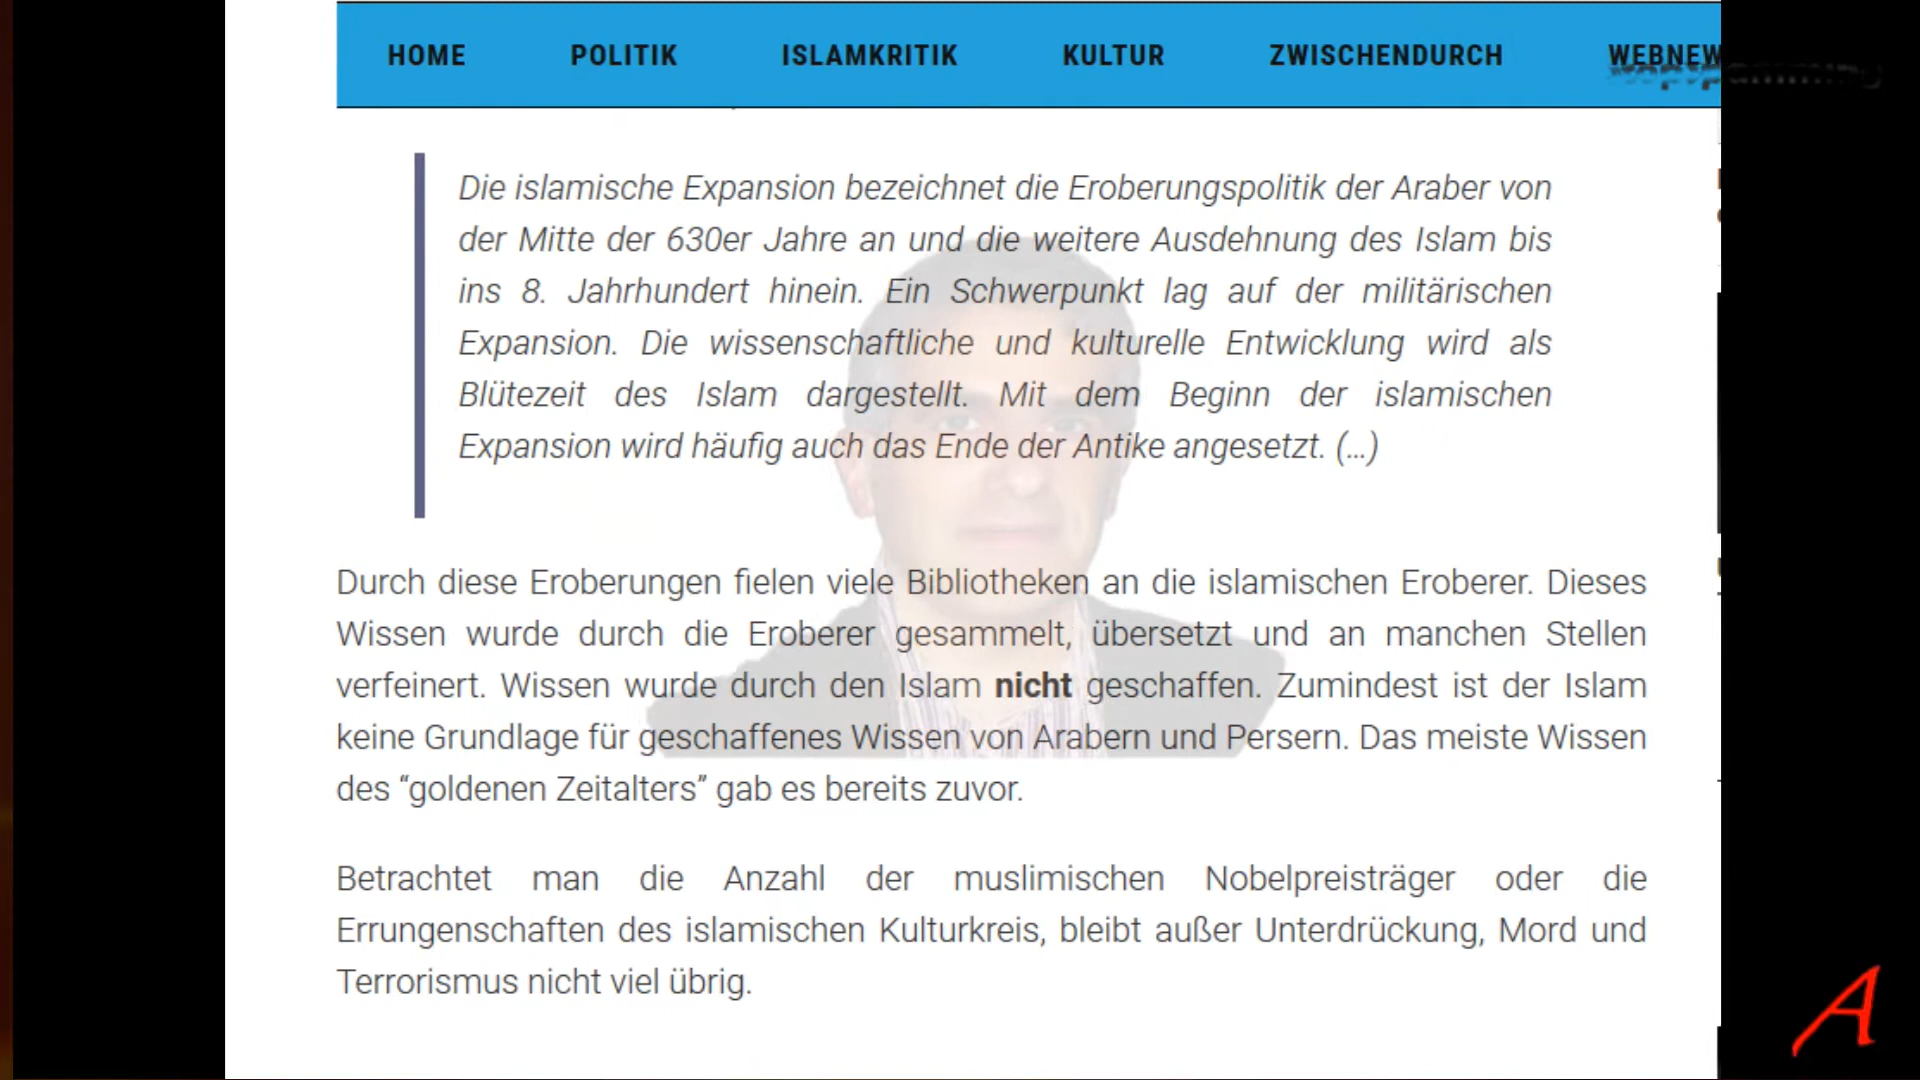 HOME POLITIK ISLAMKRITIK KULTUR ZWISCHENDURCH WEBNEW
Die islamische Expansion bezeichnet die Eroberungspolitik der Araber von
der Mitte der 630er Jahre an und die weitere Ausdehnung des Islam bis
ins 8. Jahrhundert hinein. Ein Schwerpunkt lag auf der militärischen
Expansion. Die wissenschaftliche und kulturelle Entwicklung wird als
Blütezeit des Islam dargestellt. Mit dem Beginn der islamischen
Expansion wird häufig auch das Ende der Antike angesetzt. (…)
Durch diese Eroberungen fielen viele Bibliotheken an die islamischen Eroberer. Dieses
Wissen wurde durch die Eroberer gesammelt, übersetzt und an manchen Stellen
verfeinert. Wissen wurde durch den Islam nicht geschaffen. Zumindest ist der Islam
keine Grundlage für geschaffenes Wissen von Arabern und Persern. Das meiste Wissen
des “goldenen Zeitalters” gab es bereits zuvor.
Betrachtet man die Anzahl der muslimischen Nobelpreisträger oder die
Errungenschaften des islamischen Kulturkreis, bleibt außer Unterdrückung, Mord und
Terrorismus nicht viel übrig.
A